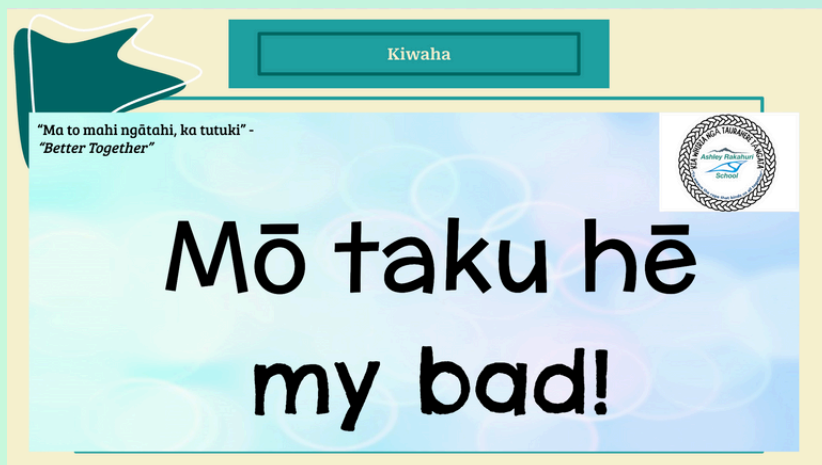 Kiwaha
“Ma to mahi ngātahi, ka tutuki” -
“Better Together”
Ashley Rakahuri
School
Mō taku hē
my bad!